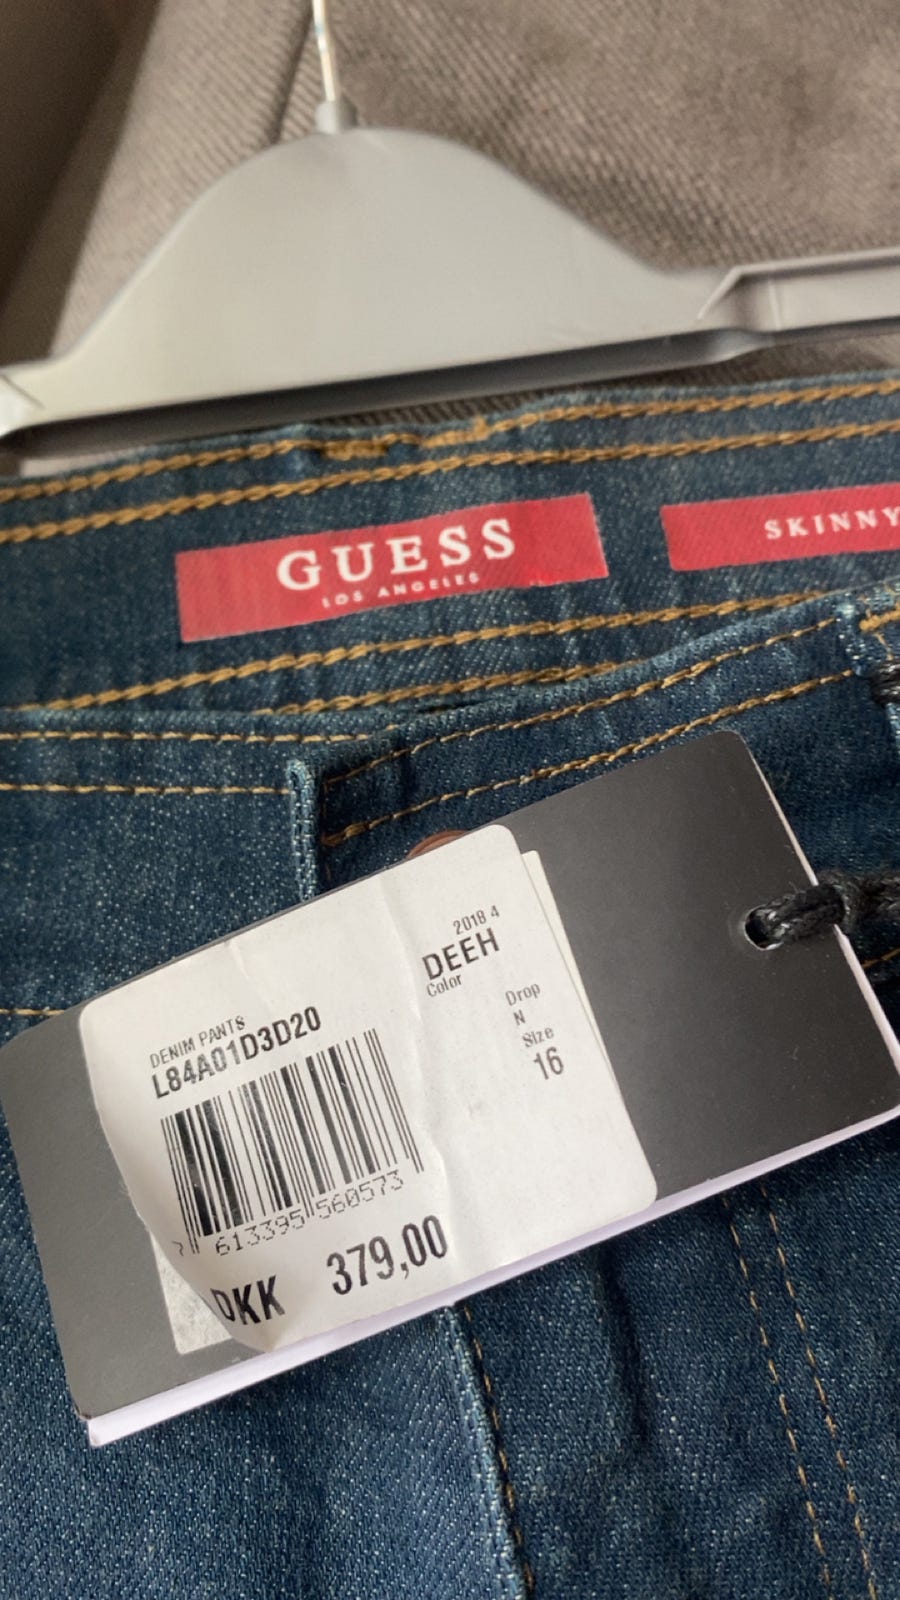 GUESS
LOS ANGELES
SKINNY
2018 4
DEEH
Color
DENIM PANTS
L84A01D3D20
Drop
N
Size
16
7 613395 560573
DKK 379,00